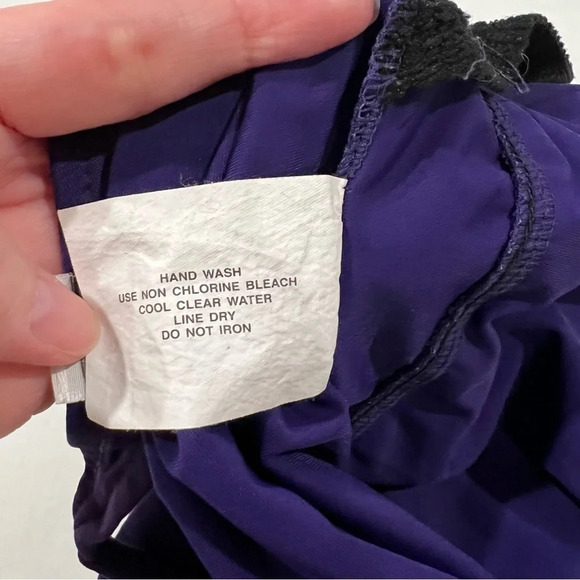 HAND WASH
USE NON CHLORINE BLEACH
COOL CLEAR WATER
LINE DRY
DO NOT IRON